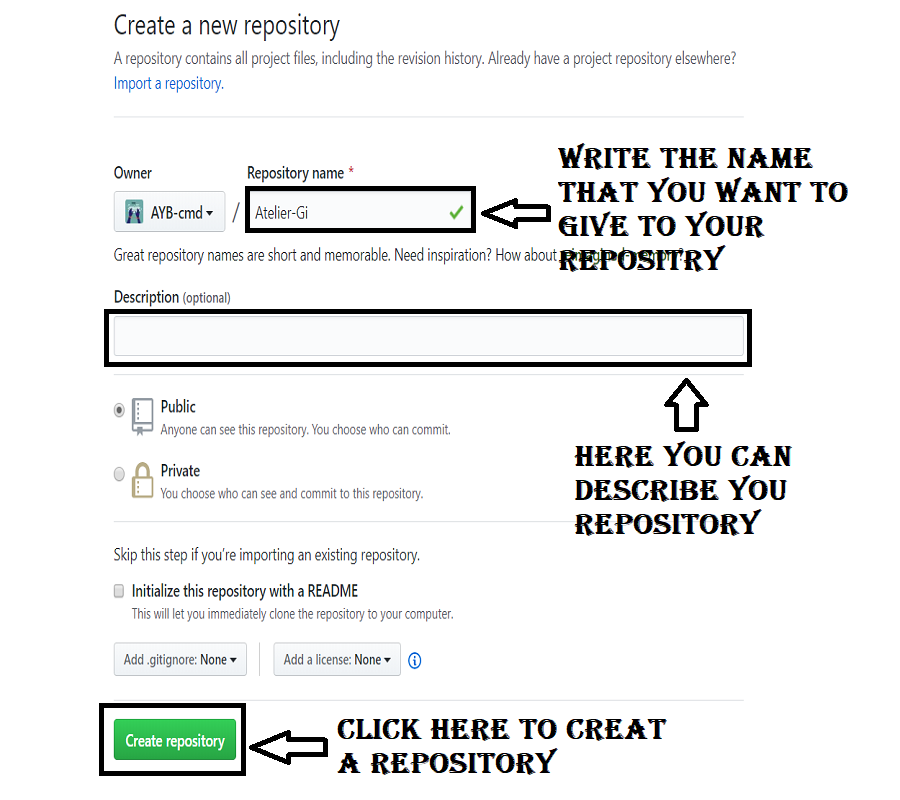 Create a new repository
A repository contains all project files, including the revision history. Already have a project repository elsewhere?
Import a repository.
Owner
Repository name *
AYB-cmd
/
Atelier-Gi
WRITE THE NAME
THAT YOU WANT TO
GIVE TO YOUR
REPOSITRY
Great repository names are short and memorable. Need inspiration? How about
Description (optional)
Public
Anyone can see this repository. You choose who can commit.
Private
You choose who can see and commit to this repository.
HERE YOU CAN
DESCRIBE YOU
REPOSITORY
Skip this step if you're importing an existing repository.
Initialize this repository with a README
This will let you immediately clone the repository to your computer.
Add .gitignore: None
Add a license: None
Create repository
CLICK HERE TO CREAT
A REPOSITORY